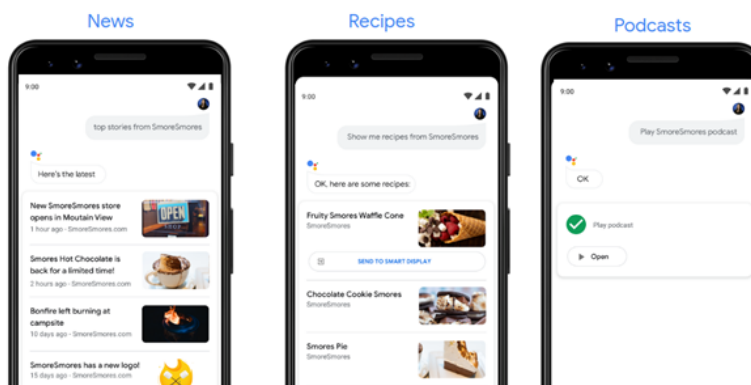 News
9:00
top stories from SmoreSmores
Here's the latest
New SmoreSmores store
opens in Moutain View
1 hour ago - SmoreSmores.com
OPEN
Smores Hot Chocolate is
back for a limited time!
2 hours ago - SmoreSmores.com
Bonfire left burning at
campsite
10 days ago - SmoreSmores.com
SmoreSmores has a new logo!
15 days ago - SmoreSmores.com
Recipes
9:00
Show me recipes from SmoreSmores
OK, here are some recipes:
Fruity Smores Waffle Cone
SmoreSmores
SEND TO SMART DISPLAY
Chocolate Cookie Smores
SmoreSmores
Smores Pie
SmoreSmores
Podcasts
9:00
Play SmoreSmores podcast
OK
Play podcast
Open